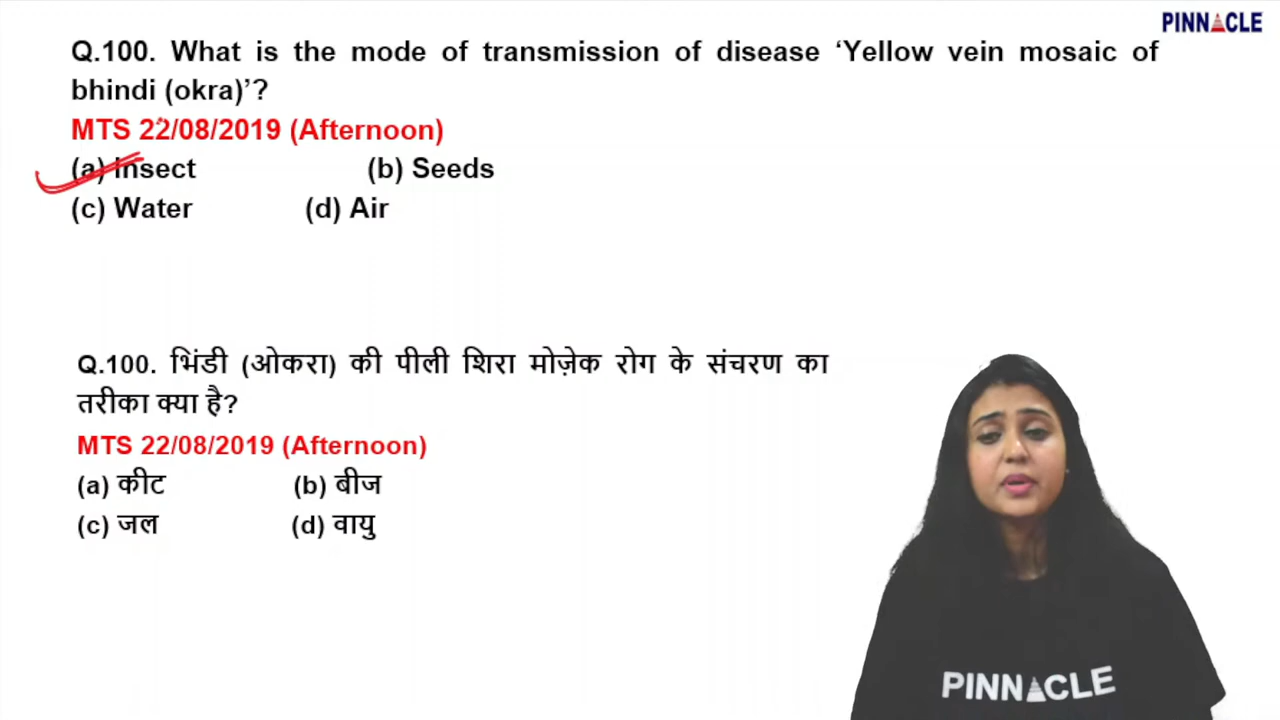 PINNACLE
Q.100. What is the mode of transmission of disease ‘Yellow vein mosaic of
bhindi (okra)’?
MTS 22/08/2019 (Afternoon)
(a) Insect (b) Seeds
(c) Water (d) Air
Q.100. भिंडी (ओकरा) की पीली शिरा मोज़ेक रोग के संचरण का
तरीका क्या है?
MTS 22/08/2019 (Afternoon)
(a) कीट (b) बीज
(c) जल (d) वायु
PINNACLE